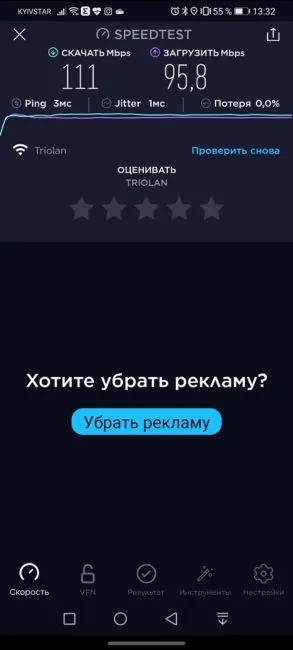 KYIVSTAR 55 % 13:32
SPEEDTEST
СКАЧАТЬ Mbps ЗАГРУЗИТЬ Mbps
111 95,8
Ping 3мс Jitter 1мс Потеря 0,0%
Triolan Проверить снова
ОЦЕНИВАТЬ
TRIOLAN
Хотите убрать рекламу?
Убрать рекламу
Скорость VPN Результат Инструменты Настройки